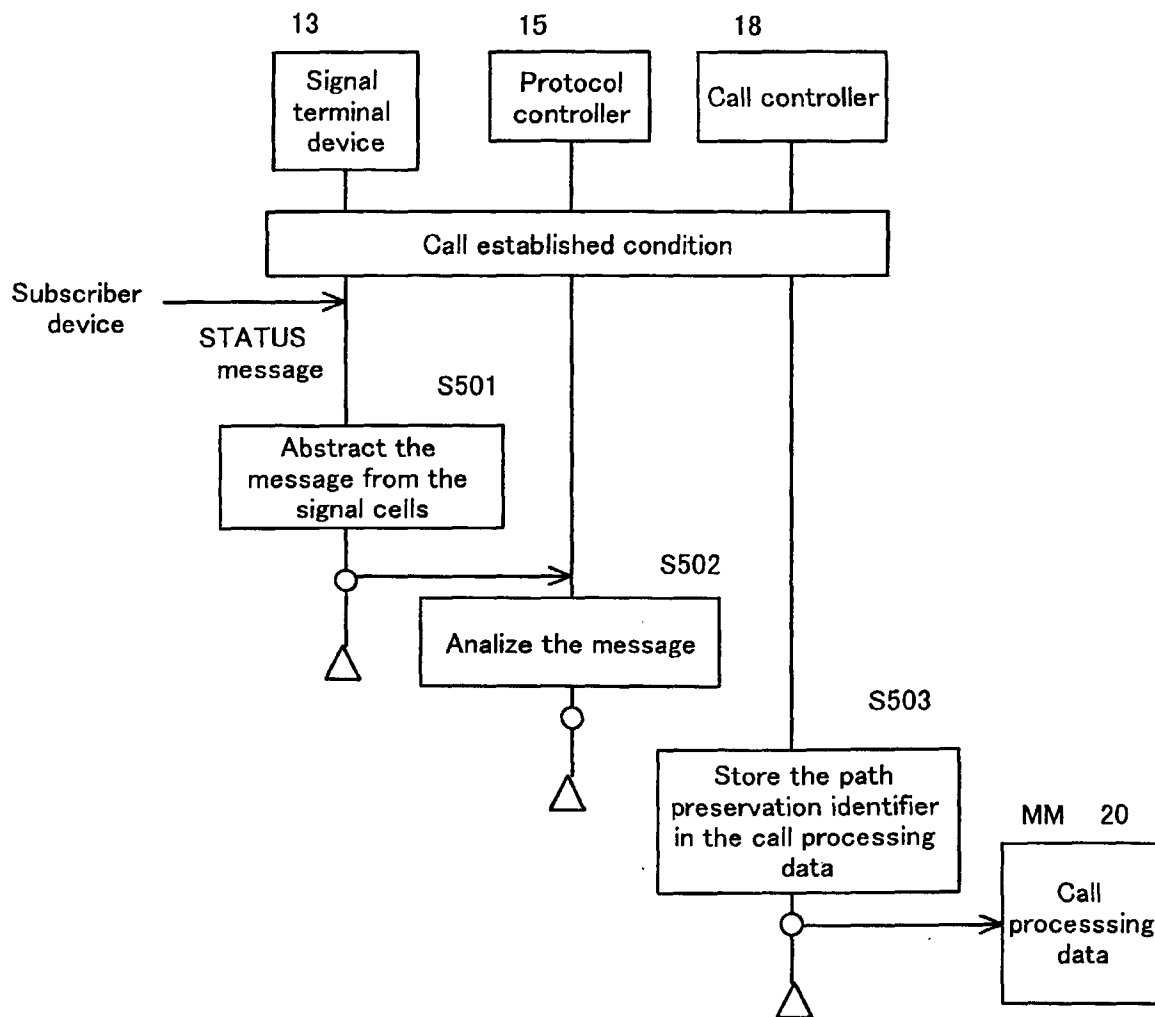 13
15
18
Signal
terminal
device
Protocol
controller
Call controller
Call established condition
Subscriber
device
STATUS
message
S501
Abstract the
message from the
signal cells
S502
Analize the message
S503
Store the path
preservation identifier
in the call processing
data
MM 20
Call
processsing
data